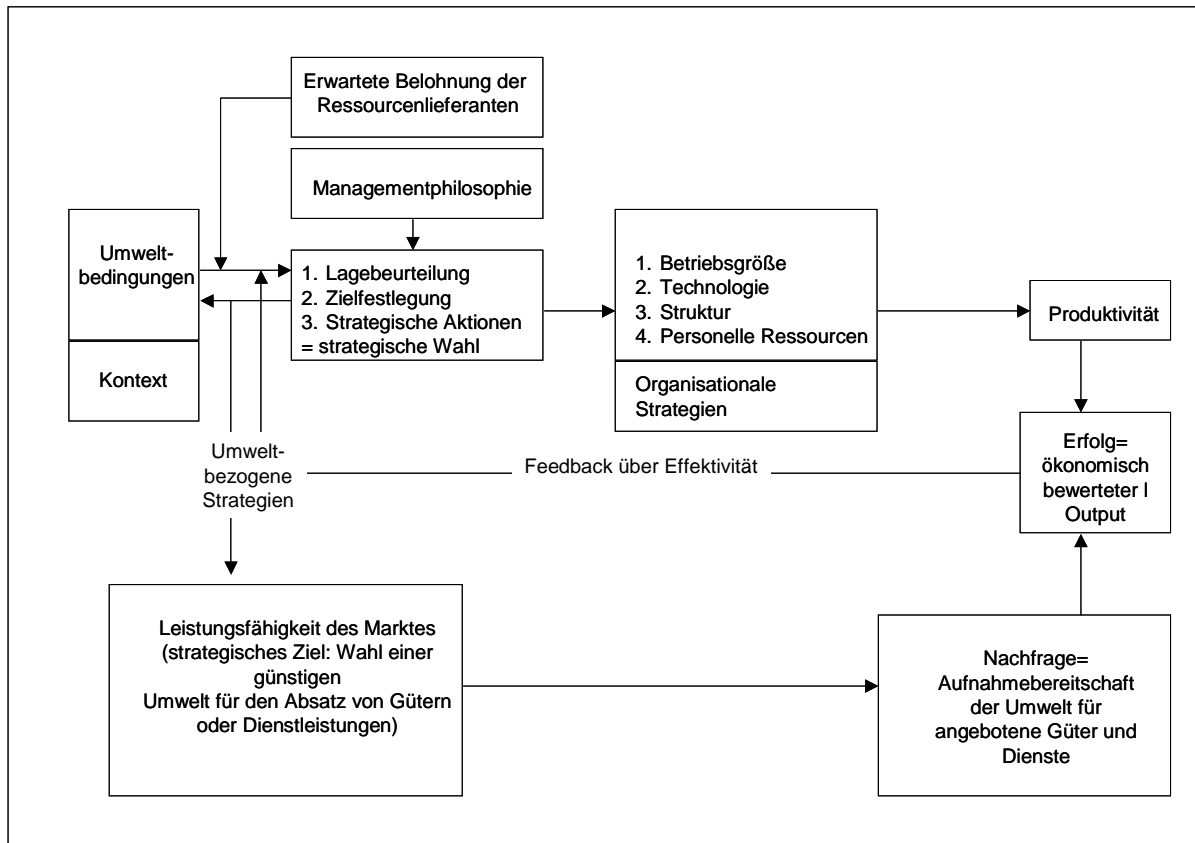 Erwartete Belohnung der
Ressourcenlieferanten
Managementphilosophie
Umwelt-
bedingungen
Kontext
1. Lagebeurteilung
2. Zielfestlegung
3. Strategische Aktionen
= strategische Wahl
1. Betriebsgröße
2. Technologie
3. Struktur
4. Personelle Ressourcen
Organisationale
Strategien
Produktivität
Erfolg=
ökonomisch
bewerteter l
Output
Feedback über Effektivität
Umwelt-
bezogene
Strategien
Leistungsfähigkeit des Marktes
(strategisches Ziel: Wahl einer
günstigen
Umwelt für den Absatz von Gütern
oder Dienstleistungen)
Nachfrage=
Aufnahmebereitschaft
der Umwelt für
angebotene Güter und
Dienste